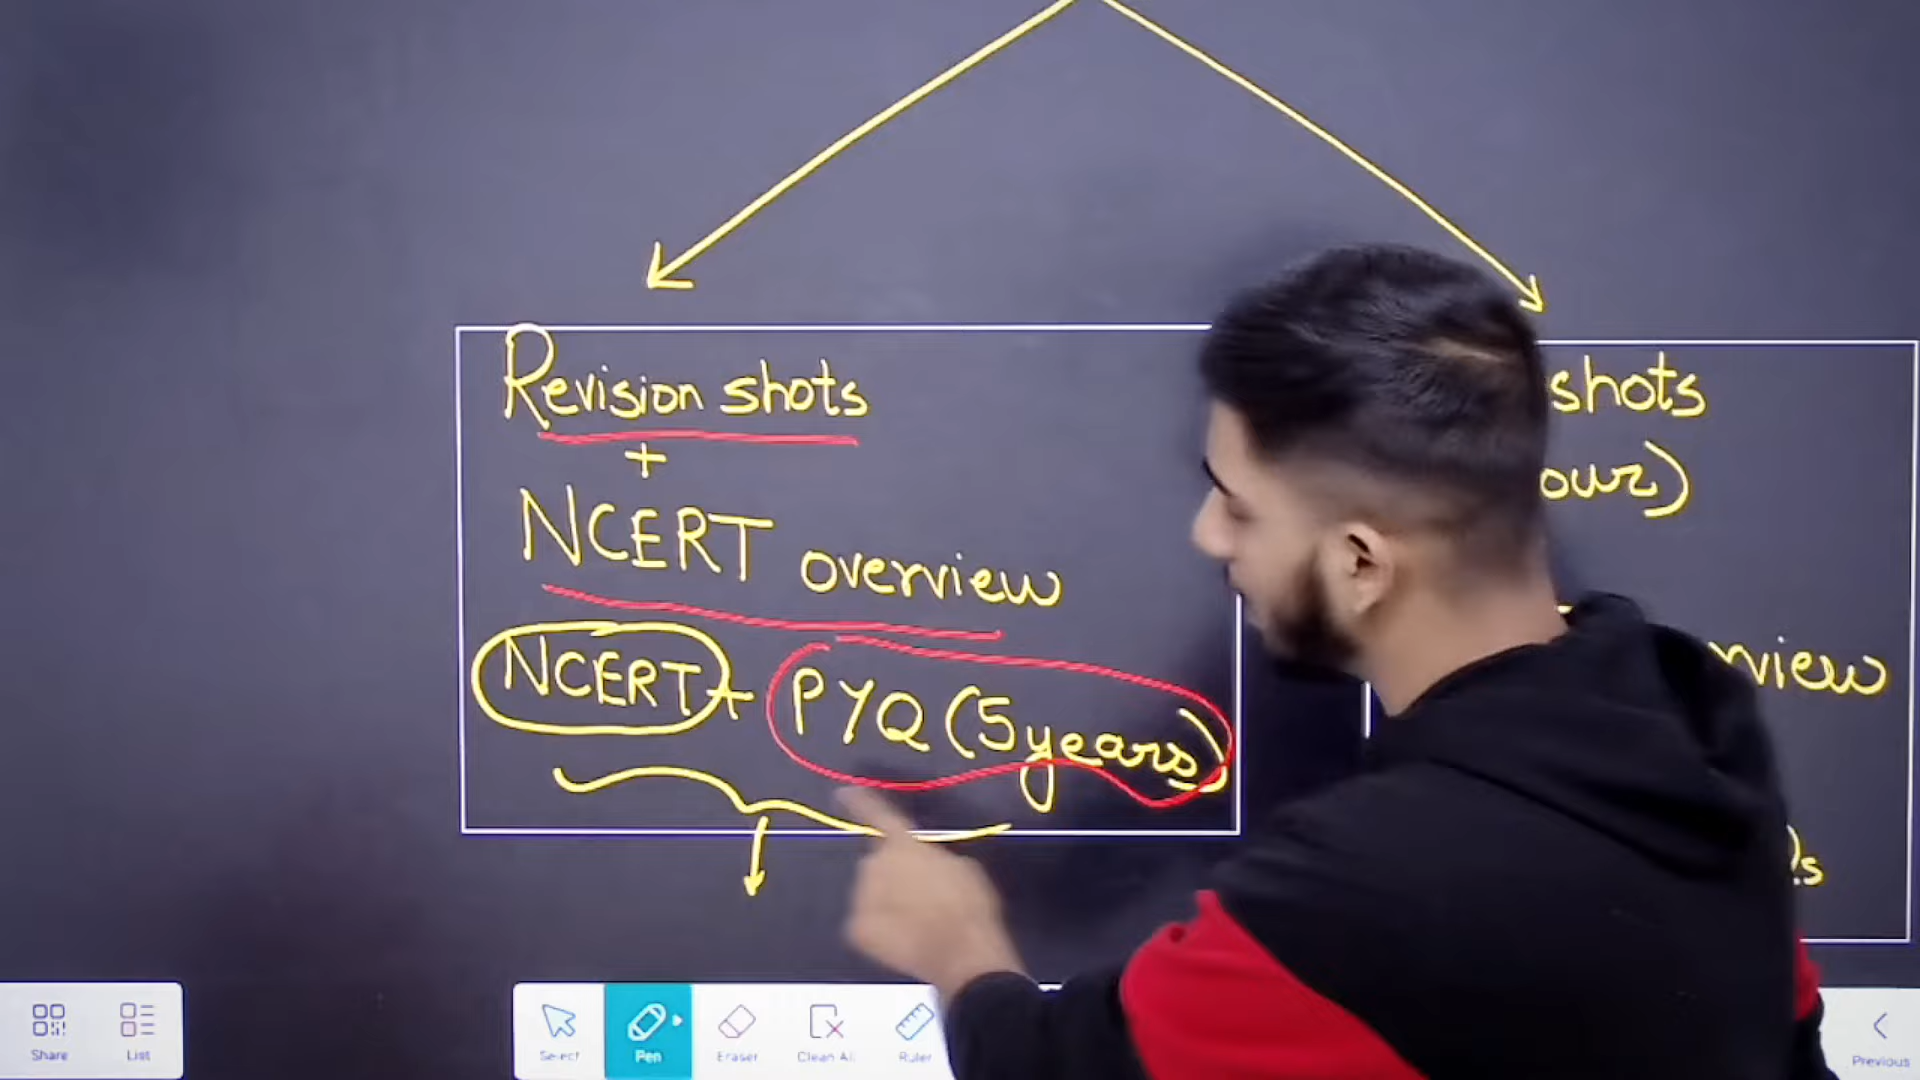 Revision shots
+
NCERT overview
NCERT + PYQ (5 years)
shots
our)
rview
s
Share
List
Select
Pen
Eraser
Clean All
Ruler
Previous